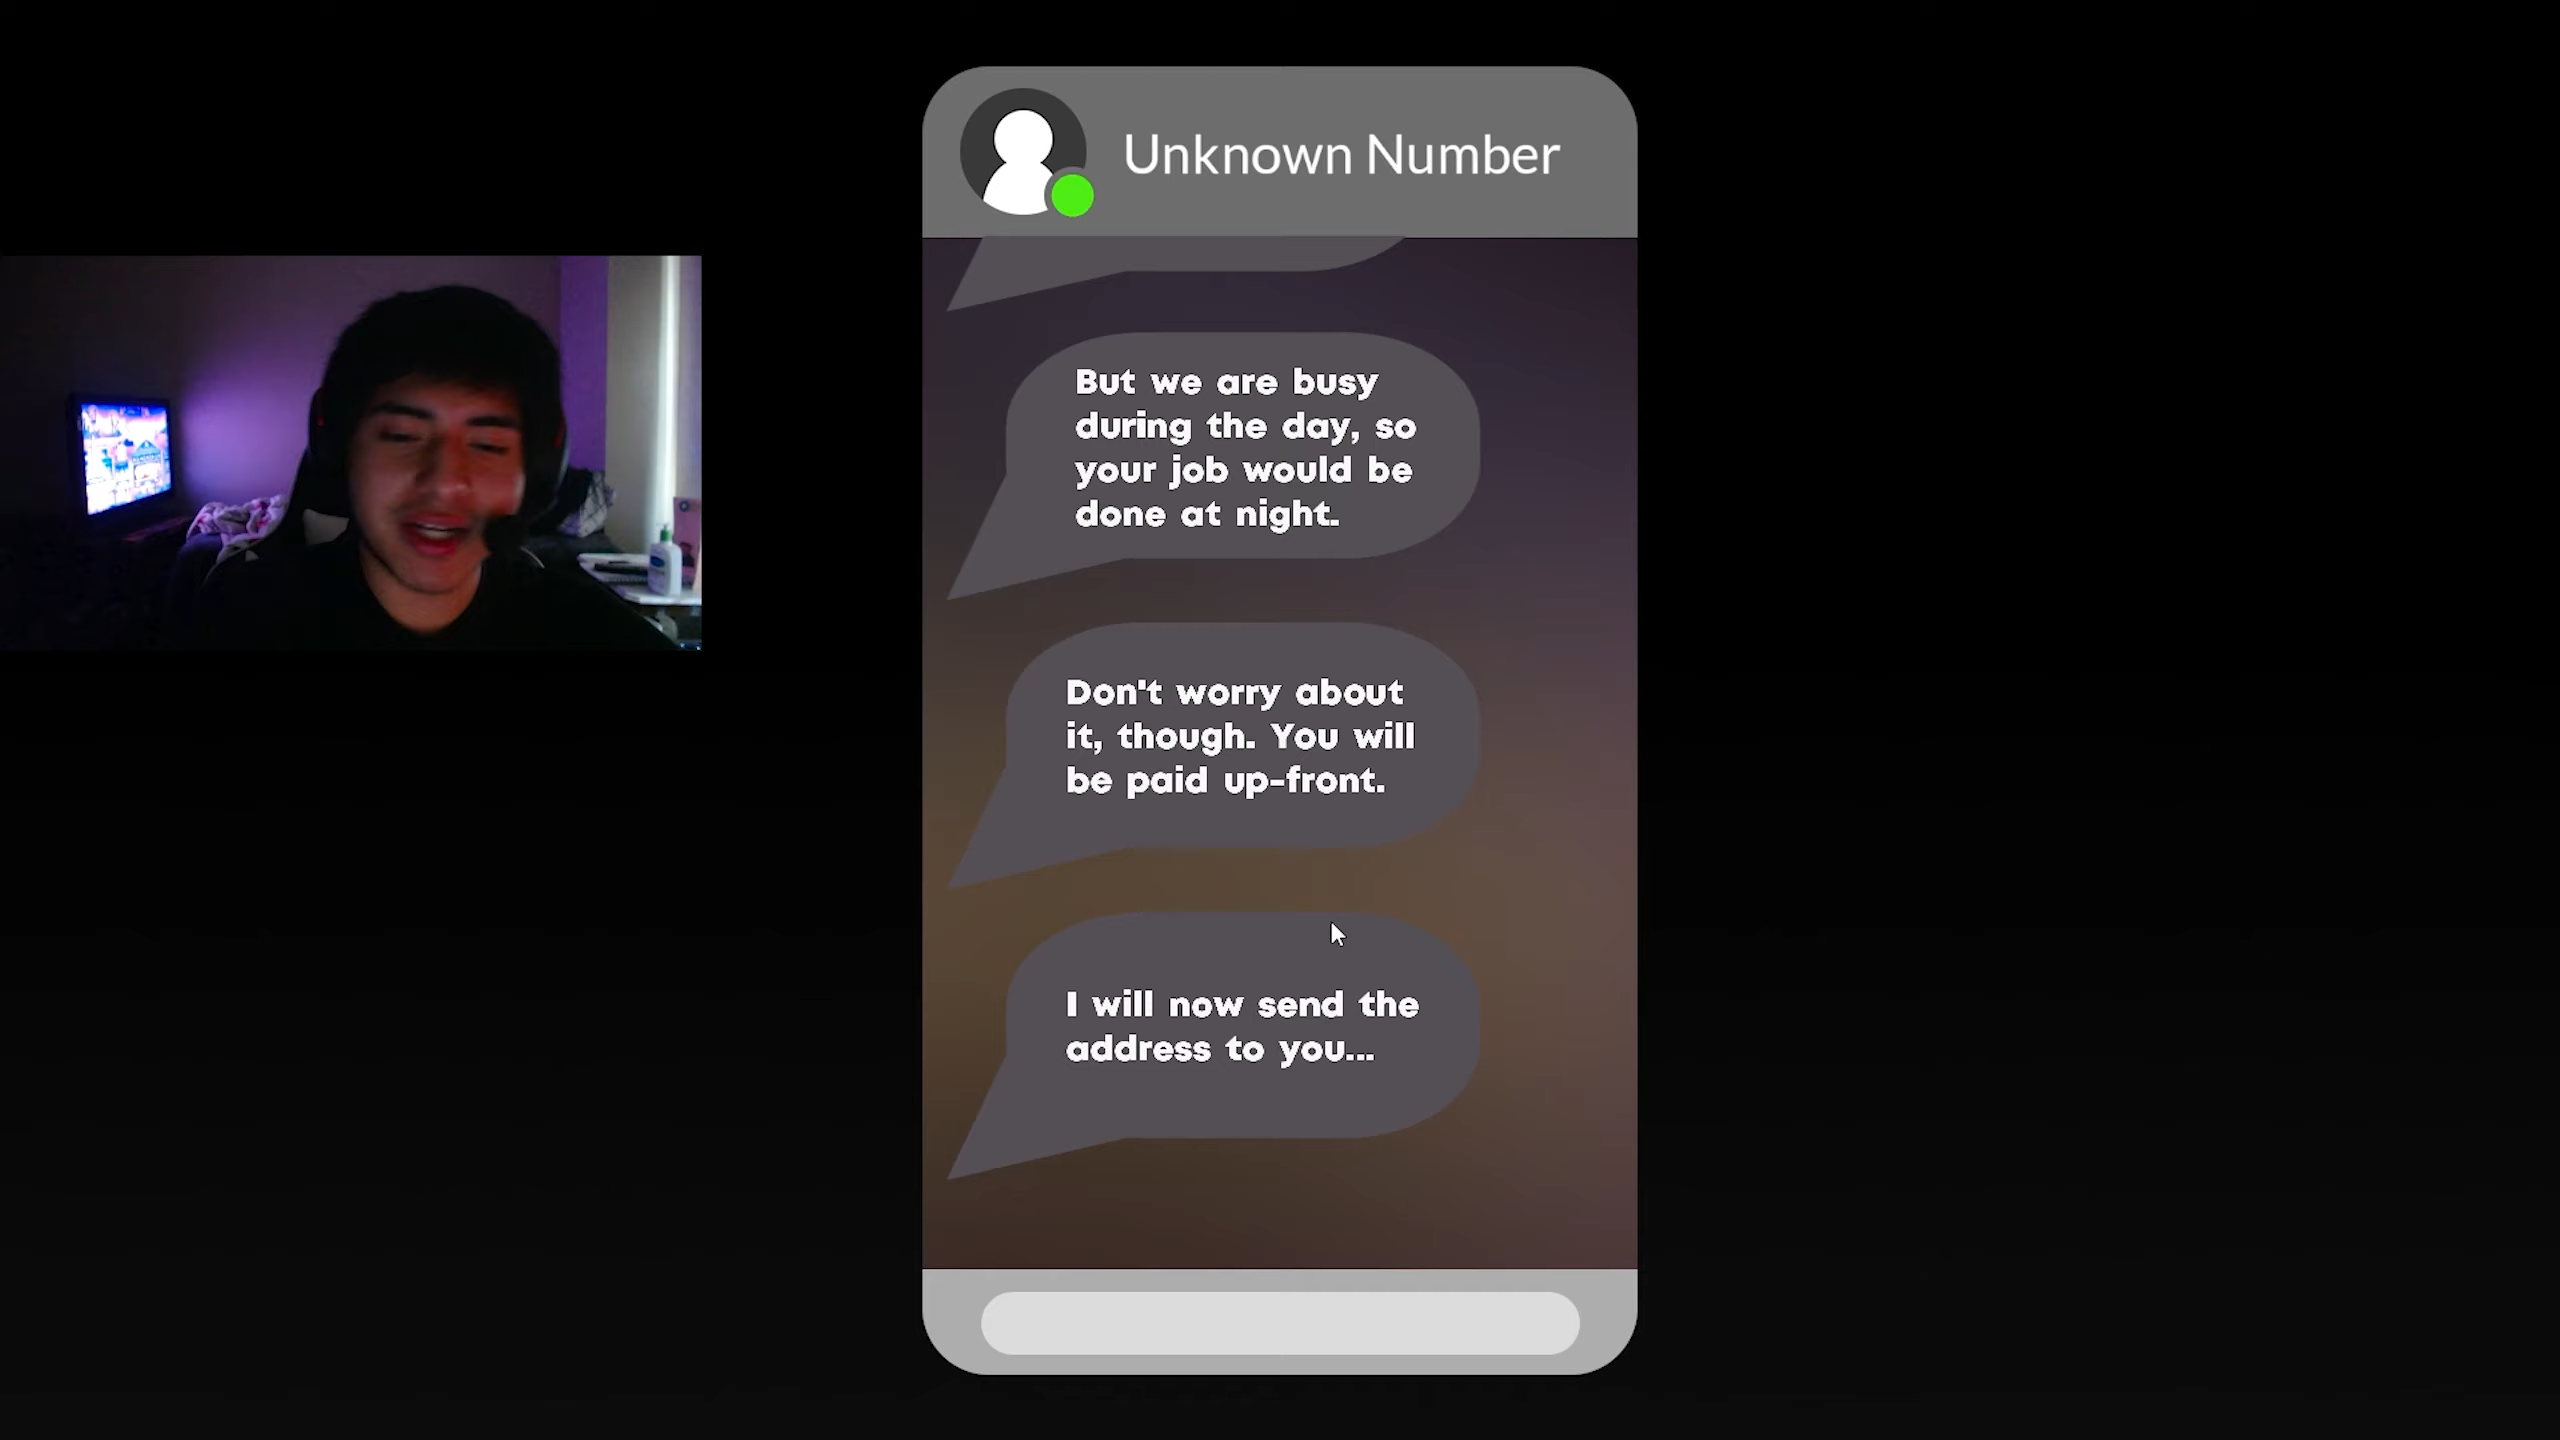 Unknown Number
But we are busy
during the day, so
your job would be
done at night.
Don't worry about
it, though. You will
be paid up-front.
I will now send the
address to you...